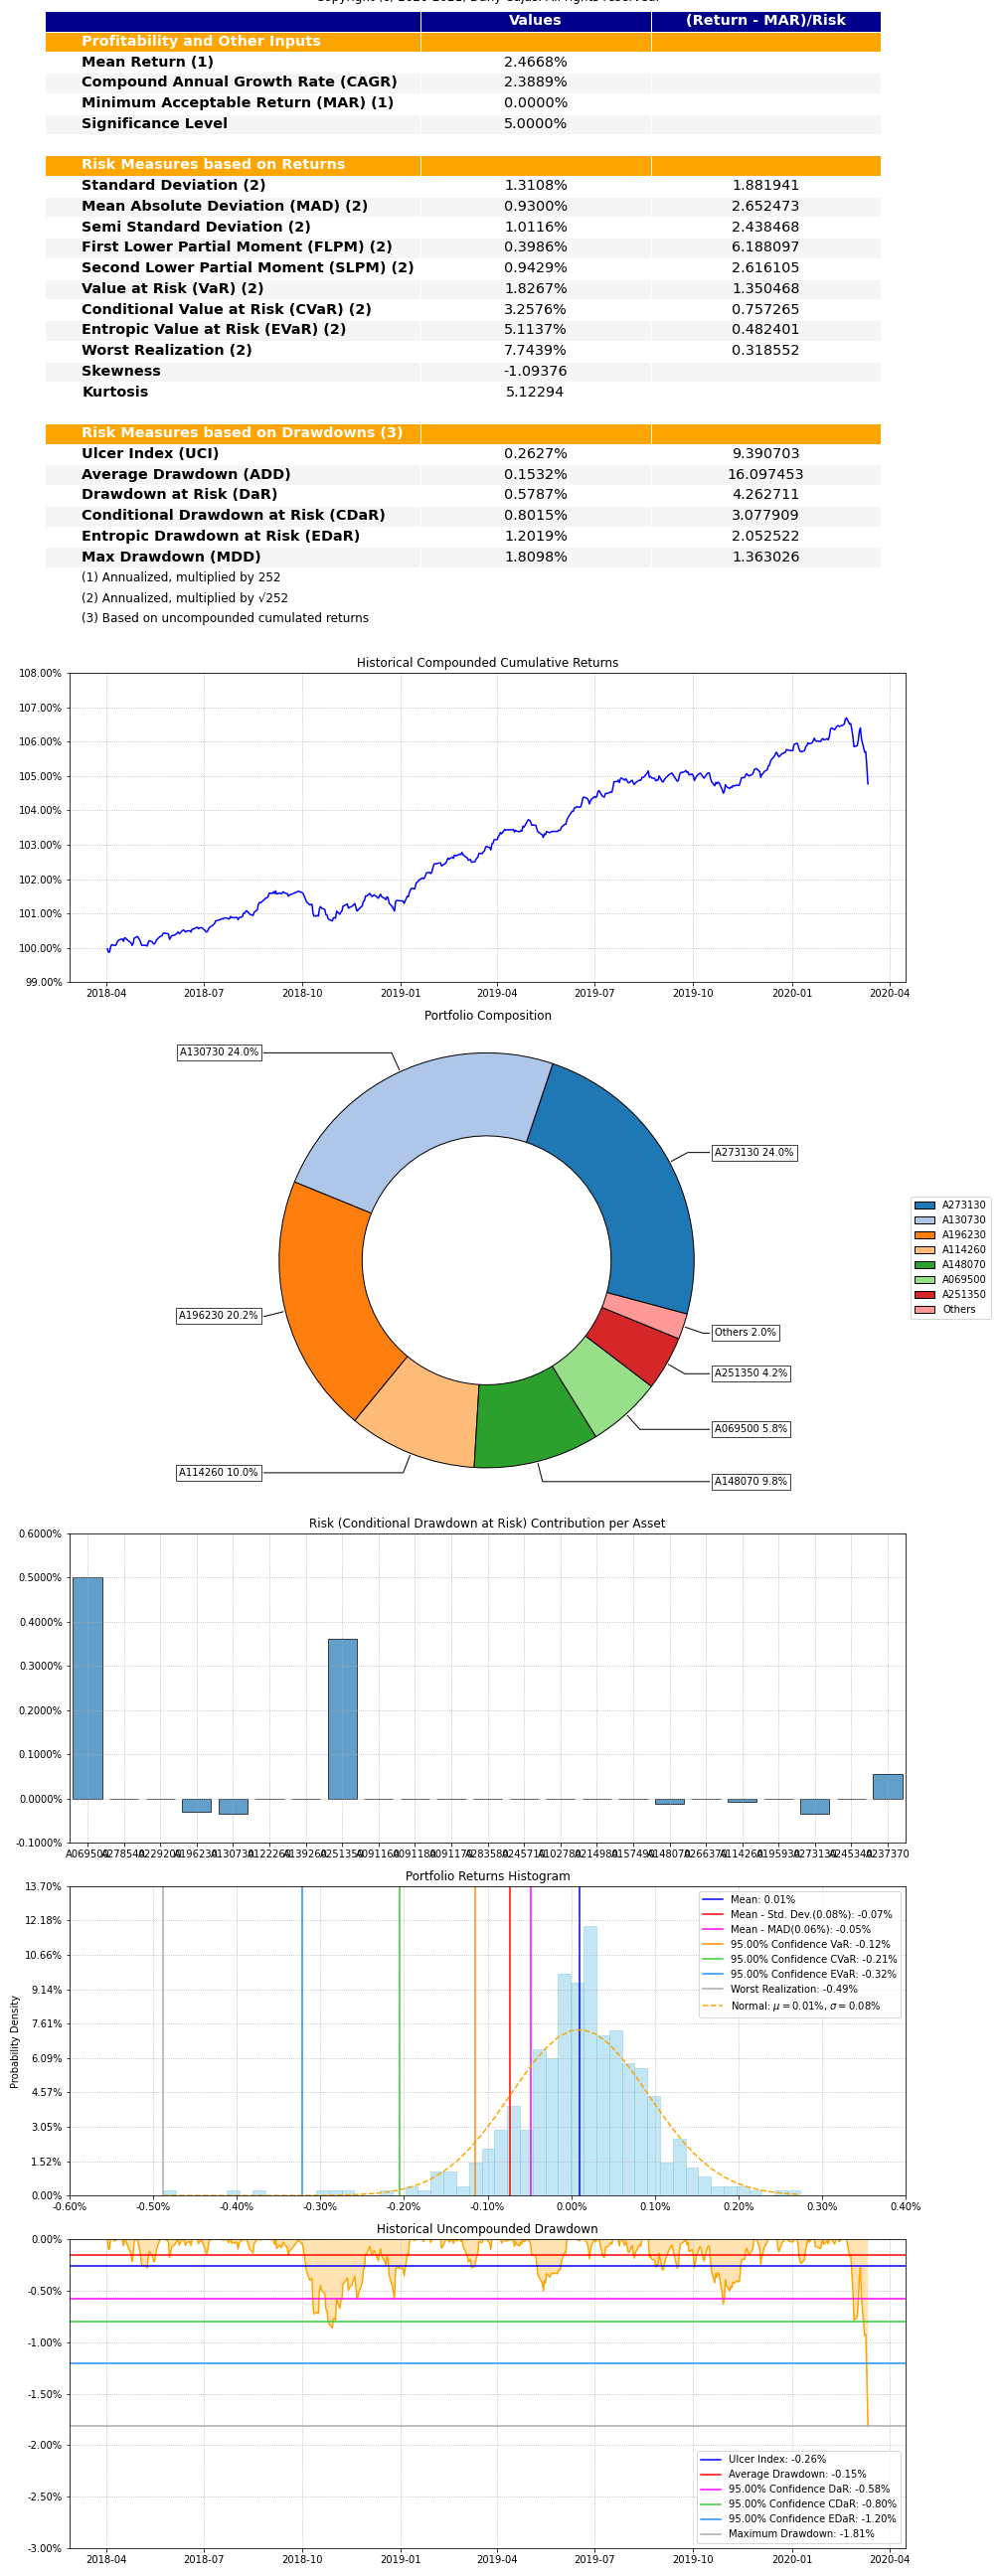 Copyright (c) 2020-2021, Dany Cajas. All rights reserved.
Values (Return - MAR)/Risk
Profitability and Other Inputs
Mean Return (1) 2.4668%
Compound Annual Growth Rate (CAGR) 2.3889%
Minimum Acceptable Return (MAR) (1) 0.0000%
Significance Level 5.0000%
Risk Measures based on Returns
Standard Deviation (2) 1.3108% 1.881941
Mean Absolute Deviation (MAD) (2) 0.9300% 2.652473
Semi Standard Deviation (2) 1.0116% 2.438468
First Lower Partial Moment (FLPM) (2) 0.3986% 6.188097
Second Lower Partial Moment (SLPM) (2) 0.9429% 2.616105
Value at Risk (VaR) (2) 1.8267% 1.350468
Conditional Value at Risk (CVaR) (2) 3.2576% 0.757265
Entropic Value at Risk (EVaR) (2) 5.1137% 0.482401
Worst Realization (2) 7.7439% 0.318552
Skewness -1.09376
Kurtosis 5.12294
Risk Measures based on Drawdowns (3)
Ulcer Index (UCI) 0.2627% 9.390703
Average Drawdown (ADD) 0.1532% 16.097453
Drawdown at Risk (DaR) 0.5787% 4.262711
Conditional Drawdown at Risk (CDaR) 0.8015% 3.077909
Entropic Drawdown at Risk (EDaR) 1.2019% 2.052522
Max Drawdown (MDD) 1.8098% 1.363026
(1) Annualized, multiplied by 252
(2) Annualized, multiplied by √252
(3) Based on uncompounded cumulated returns
Historical Compounded Cumulative Returns
108.00%
107.00%
106.00%
105.00%
104.00%
103.00%
102.00%
101.00%
100.00%
99.00%
2018-04 2018-07 2018-10 2019-01 2019-04 2019-07 2019-10 2020-01 2020-04
Portfolio Composition
A130730 24.0%
A273130 24.0%
A196230 20.2%
Others 2.0%
A251350 4.2%
A069500 5.8%
A114260 10.0%
A148070 9.8%
A273130
A130730
A196230
A114260
A148070
A069500
A251350
Others
Risk (Conditional Drawdown at Risk) Contribution per Asset
0.6000%
0.5000%
0.4000%
0.3000%
0.2000%
0.1000%
0.0000%
-0.1000%
Portfolio Returns Histogram
Probability Density
13.70%
12.18%
10.66%
9.14%
7.61%
6.09%
4.57%
3.05%
1.52%
0.00%
-0.60% -0.50% -0.40% -0.30% -0.20% -0.10% 0.00% 0.10% 0.20% 0.30% 0.40%
Mean: 0.01%
Mean - Std. Dev.(0.08%): -0.07%
Mean - MAD(0.06%): -0.05%
95.00% Confidence VaR: -0.12%
95.00% Confidence CVaR: -0.21%
95.00% Confidence EVaR: -0.32%
Worst Realization: -0.49%
Normal: μ = 0.01%, σ = 0.08%
Historical Uncompounded Drawdown
0.00%
-0.50%
-1.00%
-1.50%
-2.00%
-2.50%
-3.00%
2018-04 2018-07 2018-10 2019-01 2019-04 2019-07 2019-10 2020-01 2020-04
Ulcer Index: -0.26%
Average Drawdown: -0.15%
95.00% Confidence DaR: -0.58%
95.00% Confidence CDaR: -0.80%
95.00% Confidence EDaR: -1.20%
Maximum Drawdown: -1.81%